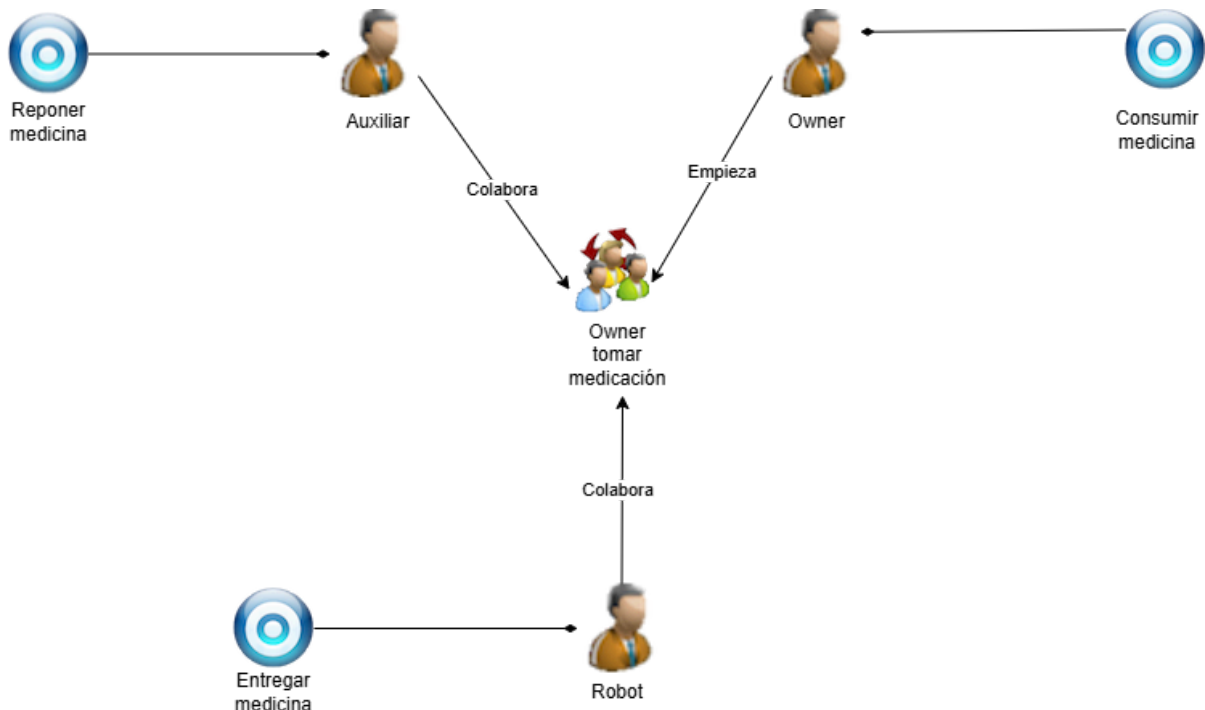 Reponer
medicina
Auxiliar
Owner
Consumir
medicina
Colabora
Empieza
Owner
tomar
medicación
Colabora
Entregar
medicina
Robot